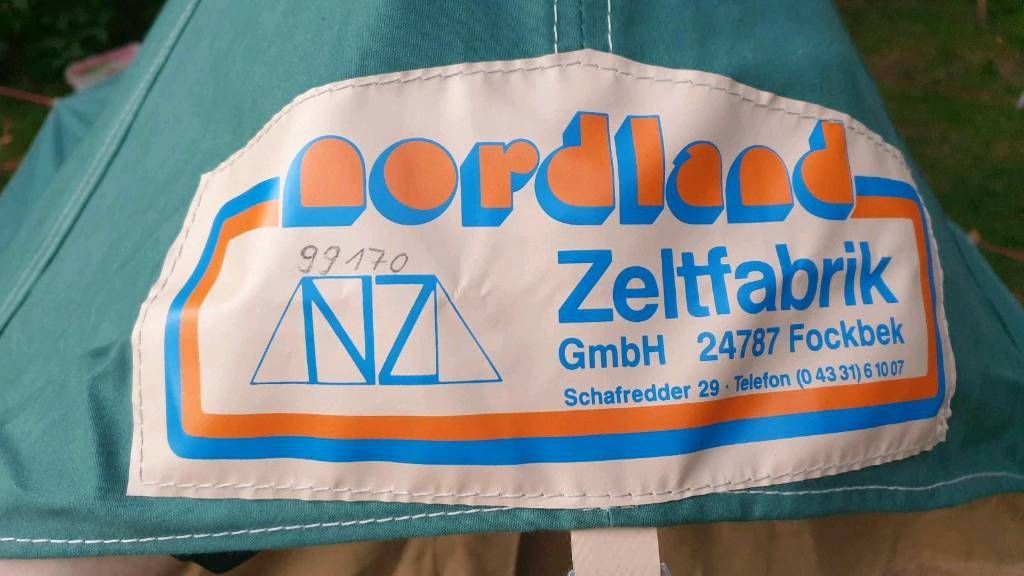 nordland
99170
NZ
Zeltfabrik
GmbH 24787 Fockbek
Schafredder 29 · Telefon (0 43 31) 6 10 07